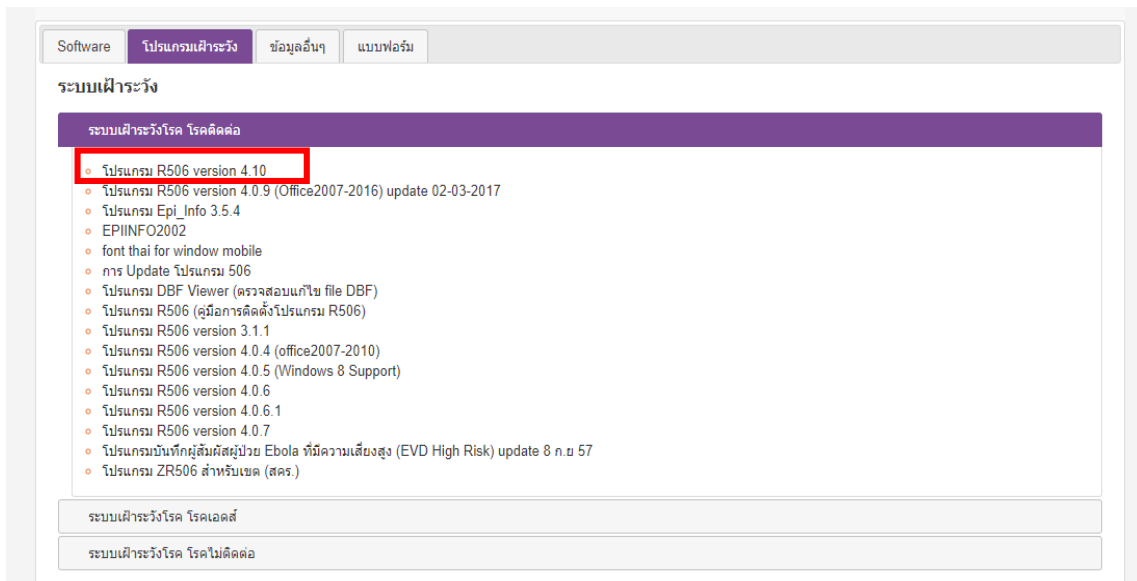 Software โปรแกรมเฝ้าระวัง ข้อมูลอื่นๆ แบบฟอร์ม
ระบบเฝ้าระวัง
ระบบเฝ้าระวังโรค โรคติดต่อ
โปรแกรม R506 version 4.10
โปรแกรม R506 version 4.0.9 (Office2007-2016) update 02-03-2017
โปรแกรม Epi_Info 3.5.4
EPIINFO2002
font thai for window mobile
การ Update โปรแกรม 506
โปรแกรม DBF Viewer (ตรวจสอบแก้ไข file DBF)
โปรแกรม R506 (คู่มือการติดตั้งโปรแกรม R506)
โปรแกรม R506 version 3.1.1
โปรแกรม R506 version 4.0.4 (office2007-2010)
โปรแกรม R506 version 4.0.5 (Windows 8 Support)
โปรแกรม R506 version 4.0.6
โปรแกรม R506 version 4.0.6.1
โปรแกรม R506 version 4.0.7
โปรแกรมบันทึกผู้สัมผัสผู้ป่วย Ebola ที่มีความเสี่ยงสูง (EVD High Risk) update 8 ก.ย 57
โปรแกรม ZR506 สำหรับเขต (สคร.)
ระบบเฝ้าระวังโรค โรคเอดส์
ระบบเฝ้าระวังโรค โรคไม่ติดต่อ